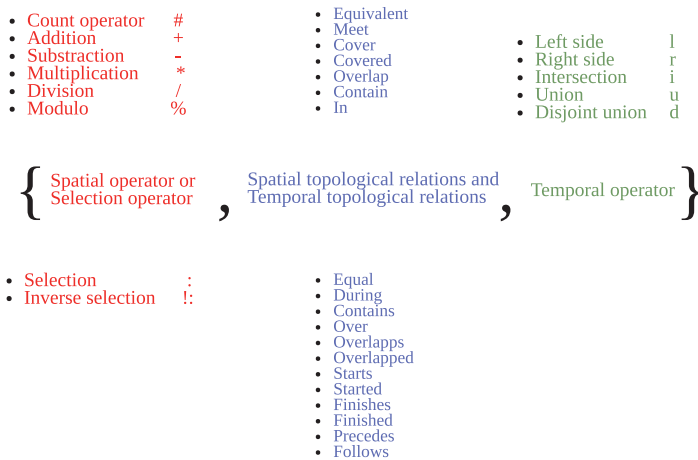 • Count operator #
• Addition +
• Substraction -
• Multiplication *
• Division /
• Modulo %
• Equivalent
• Meet
• Cover
• Covered
• Overlap
• Contain
• In
• Left side l
• Right side r
• Intersection i
• Union u
• Disjoint union d
{ Spatial operator or
Selection operator
, Spatial topological relations and
Temporal topological relations
, Temporal operator }
• Selection :
• Inverse selection !:
• Equal
• During
• Contains
• Over
• Overlapps
• Overlapped
• Starts
• Started
• Finishes
• Finished
• Precedes
• Follows